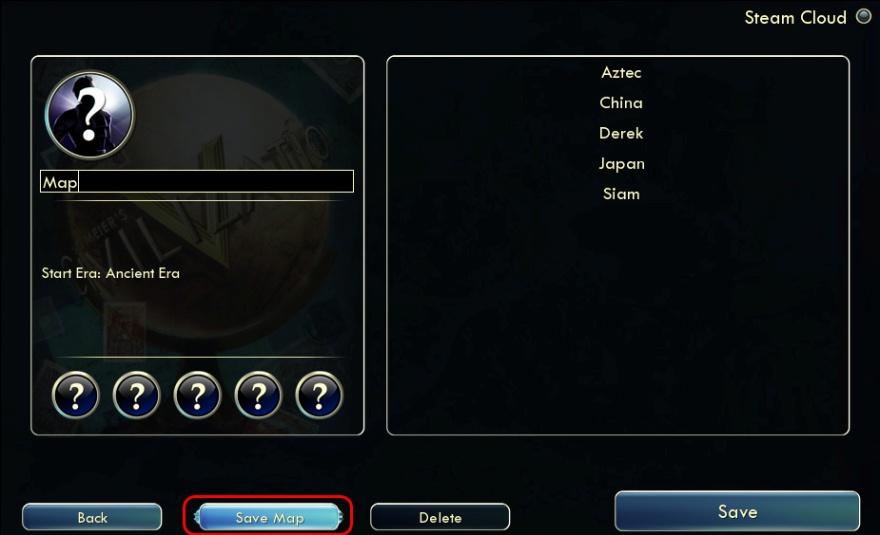 Steam Cloud
?
Map
Start Era: Ancient Era
? ? ? ? ?
Aztec
China
Derek
Japan
Siam
Back
Save Map
Delete
Save